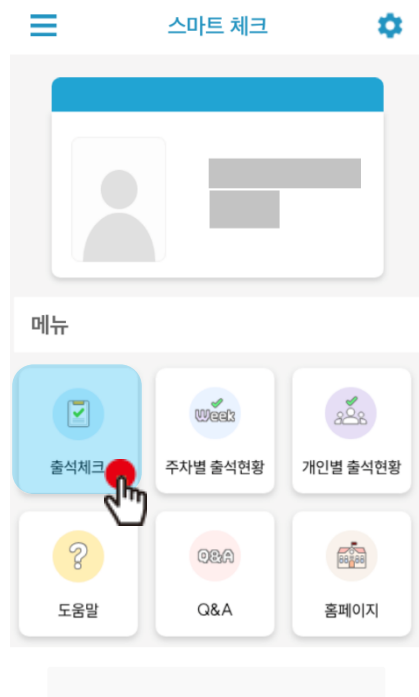 스마트 체크
메뉴
출석체크
주차별 출석현황
개인별 출석현황
도움말
Q&A
홈페이지
Week
Q&A